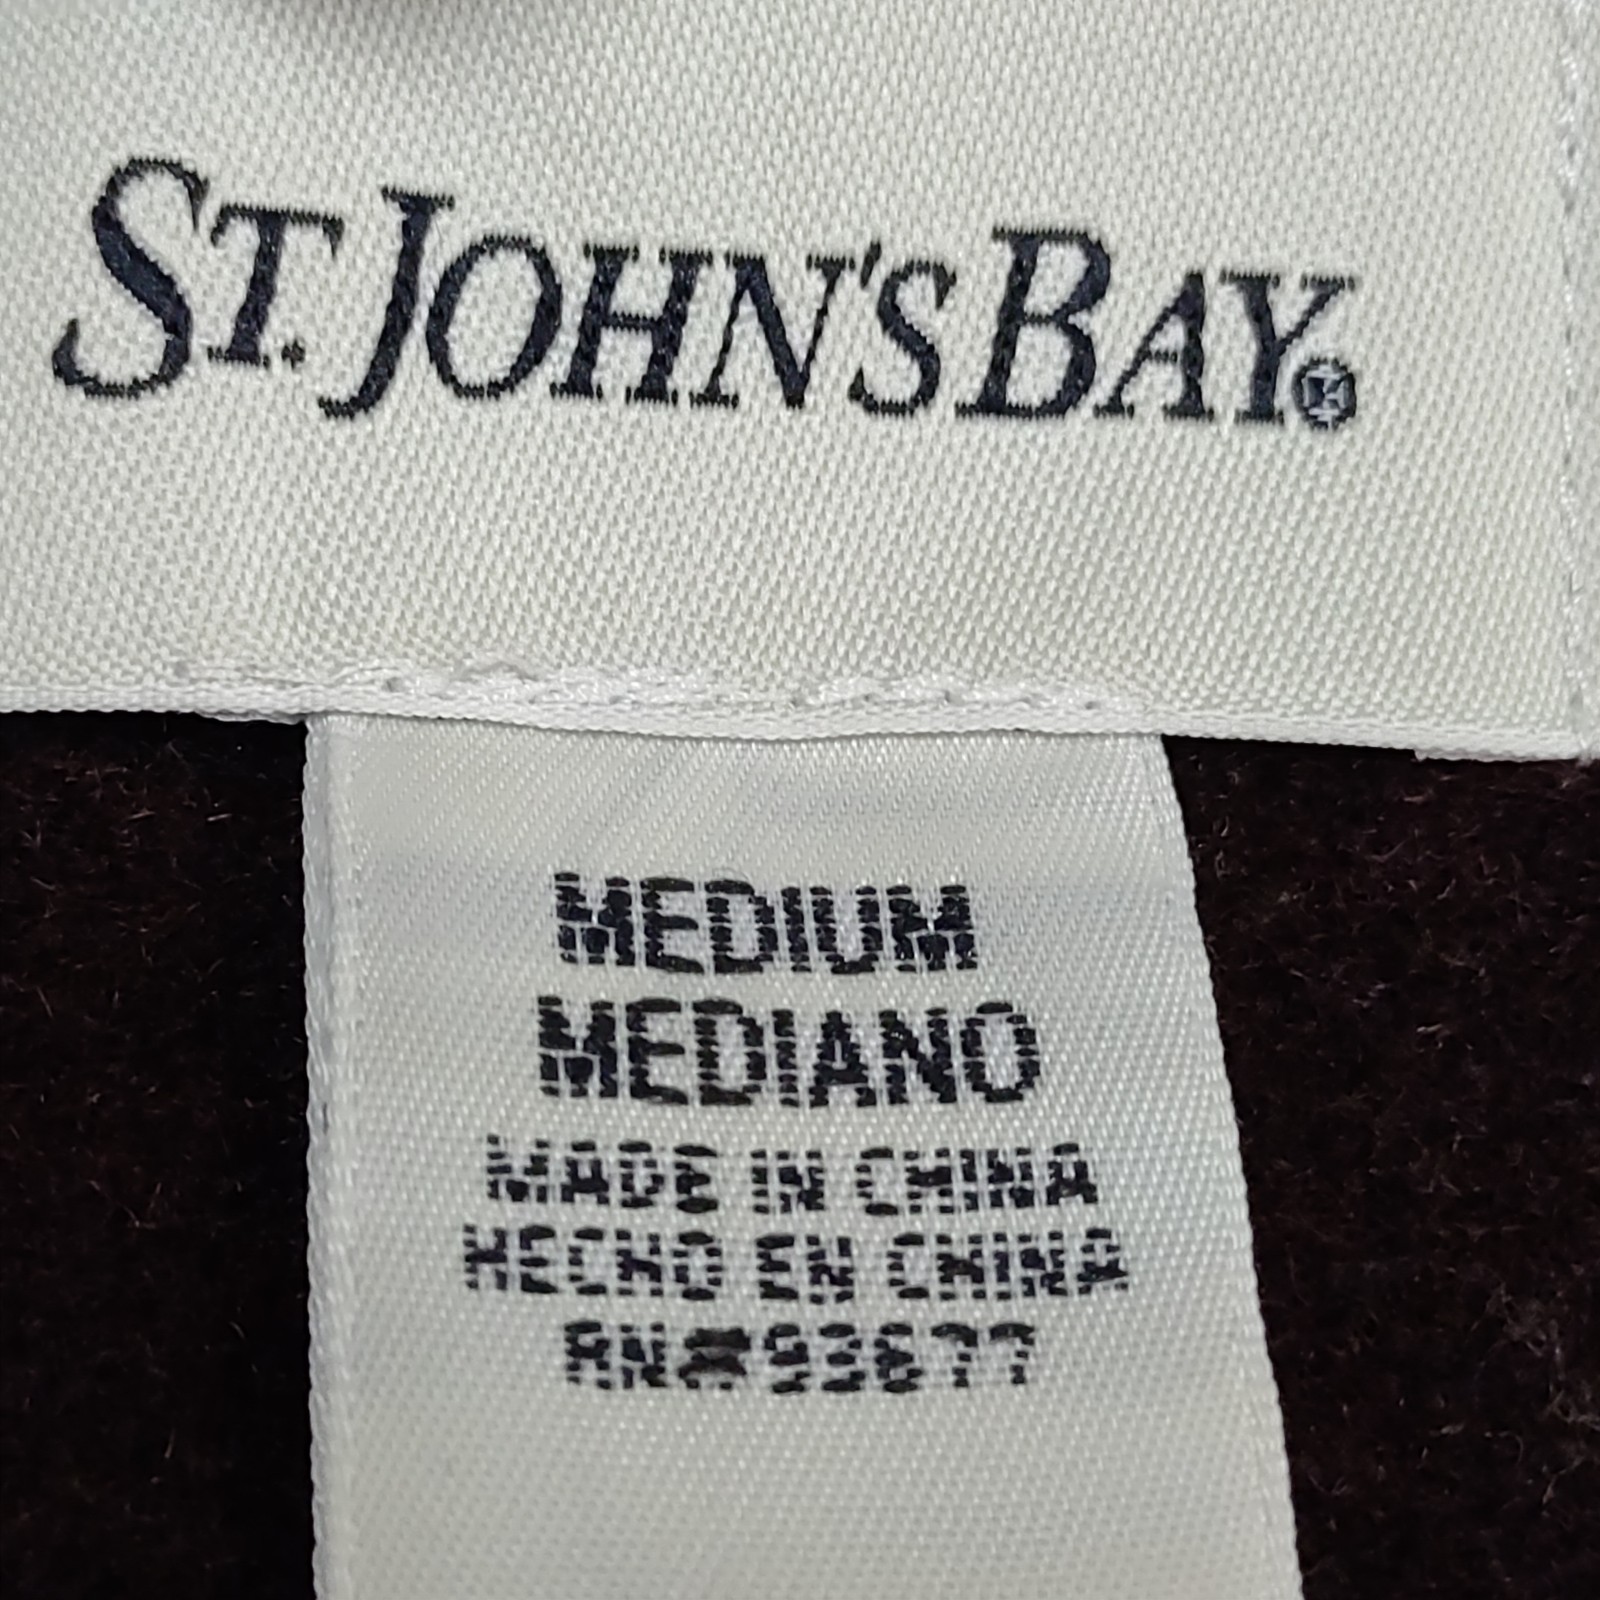 ST. JOHN'S BAY®
MEDIUM
MEDIANO
MADE IN CHINA
HECHO EN CHINA
RN#93677